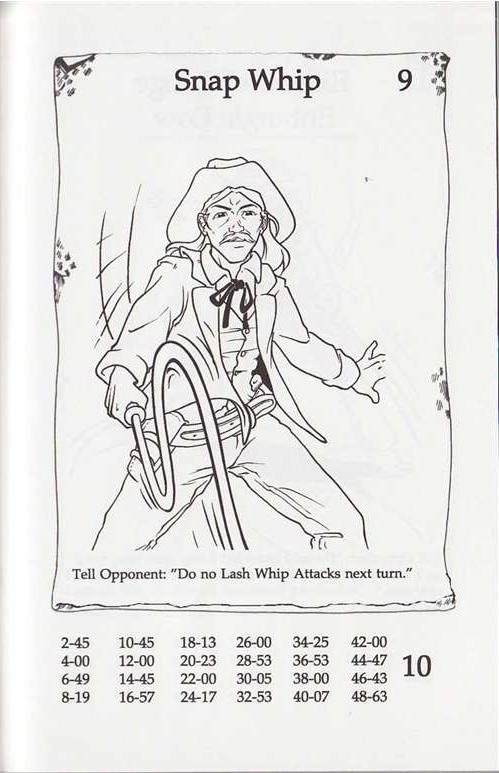 Snap Whip 9
Tell Opponent: "Do no Lash Whip Attacks next turn."
2-45 10-45 18-13 26-00 34-25 42-00
4-00 12-00 20-23 28-53 36-53 44-47 10
6-49 14-45 22-00 30-05 38-00 46-43
8-19 16-57 24-17 32-53 40-07 48-63